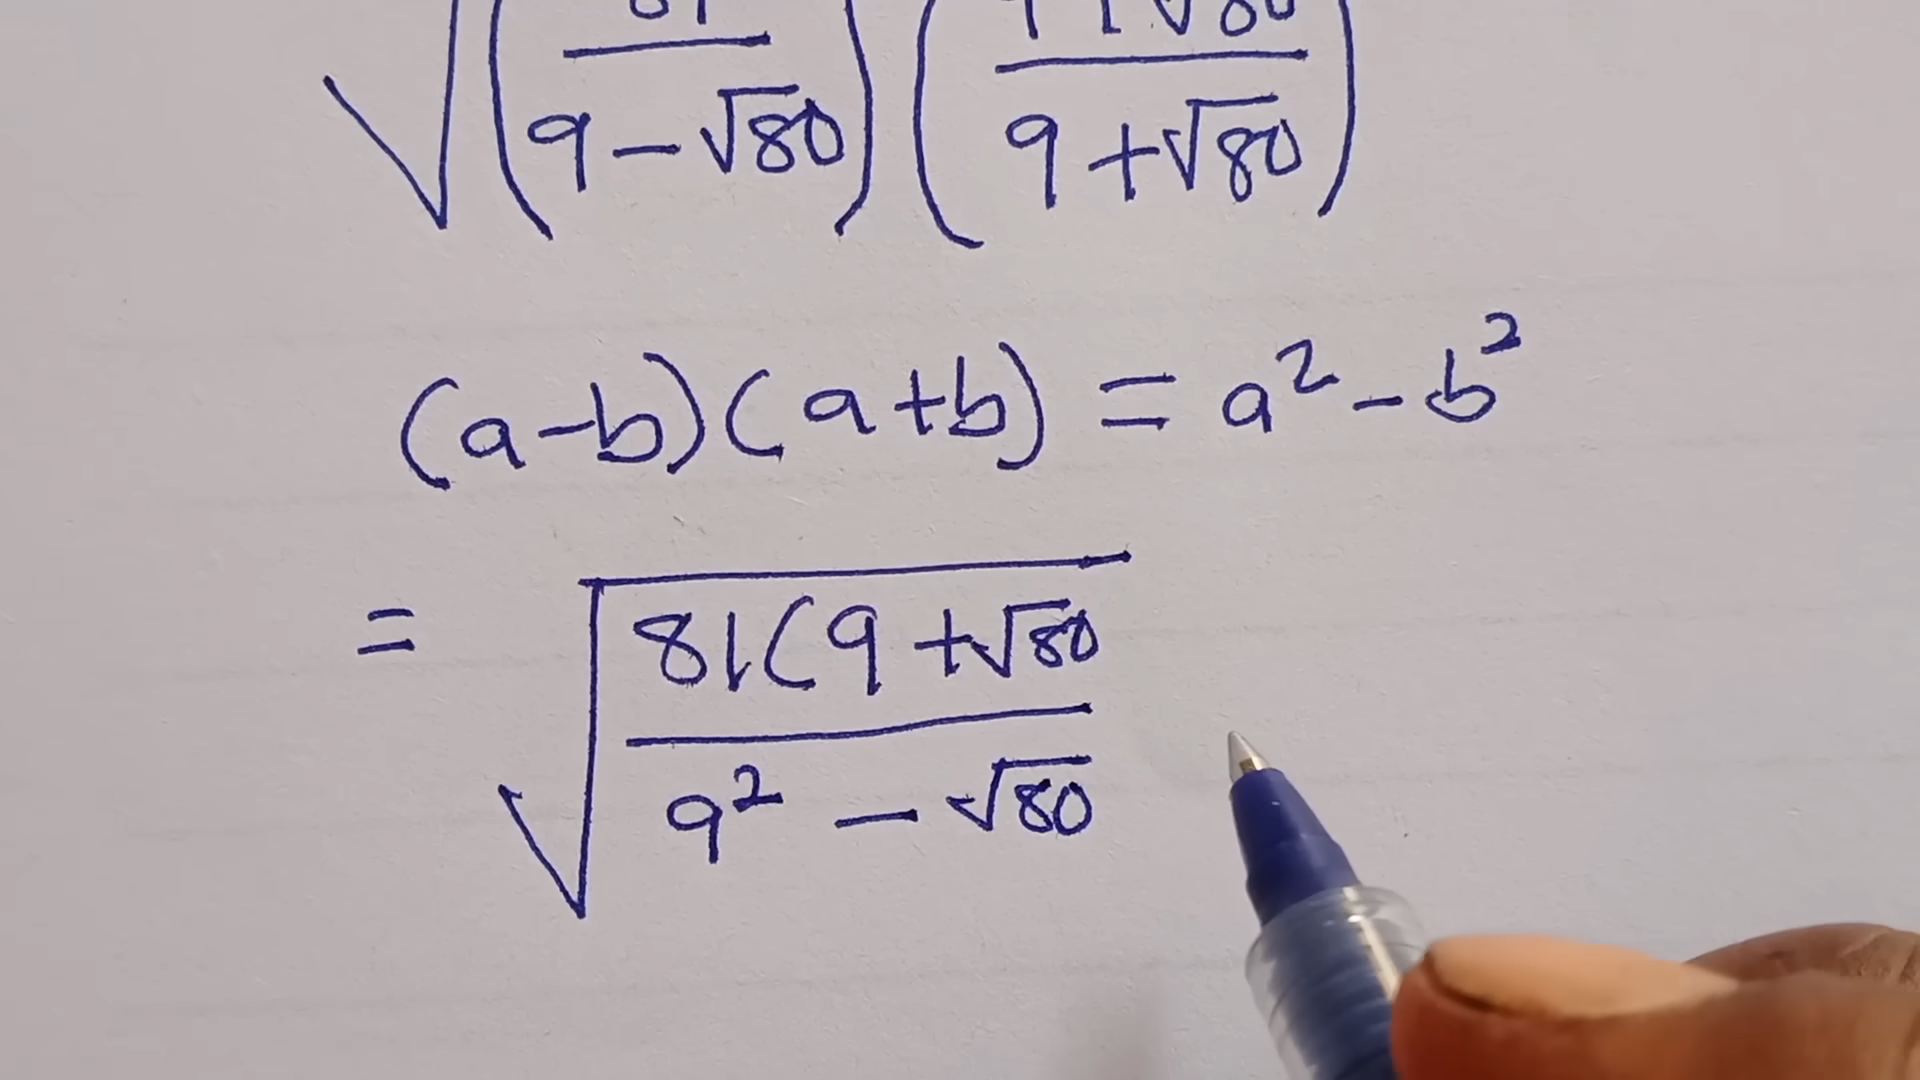 √(81/(9-√80))((9+√80)/(9+√80))
(a-b)(a+b) = a²-b²
= √(81(9+√80/9²-√80